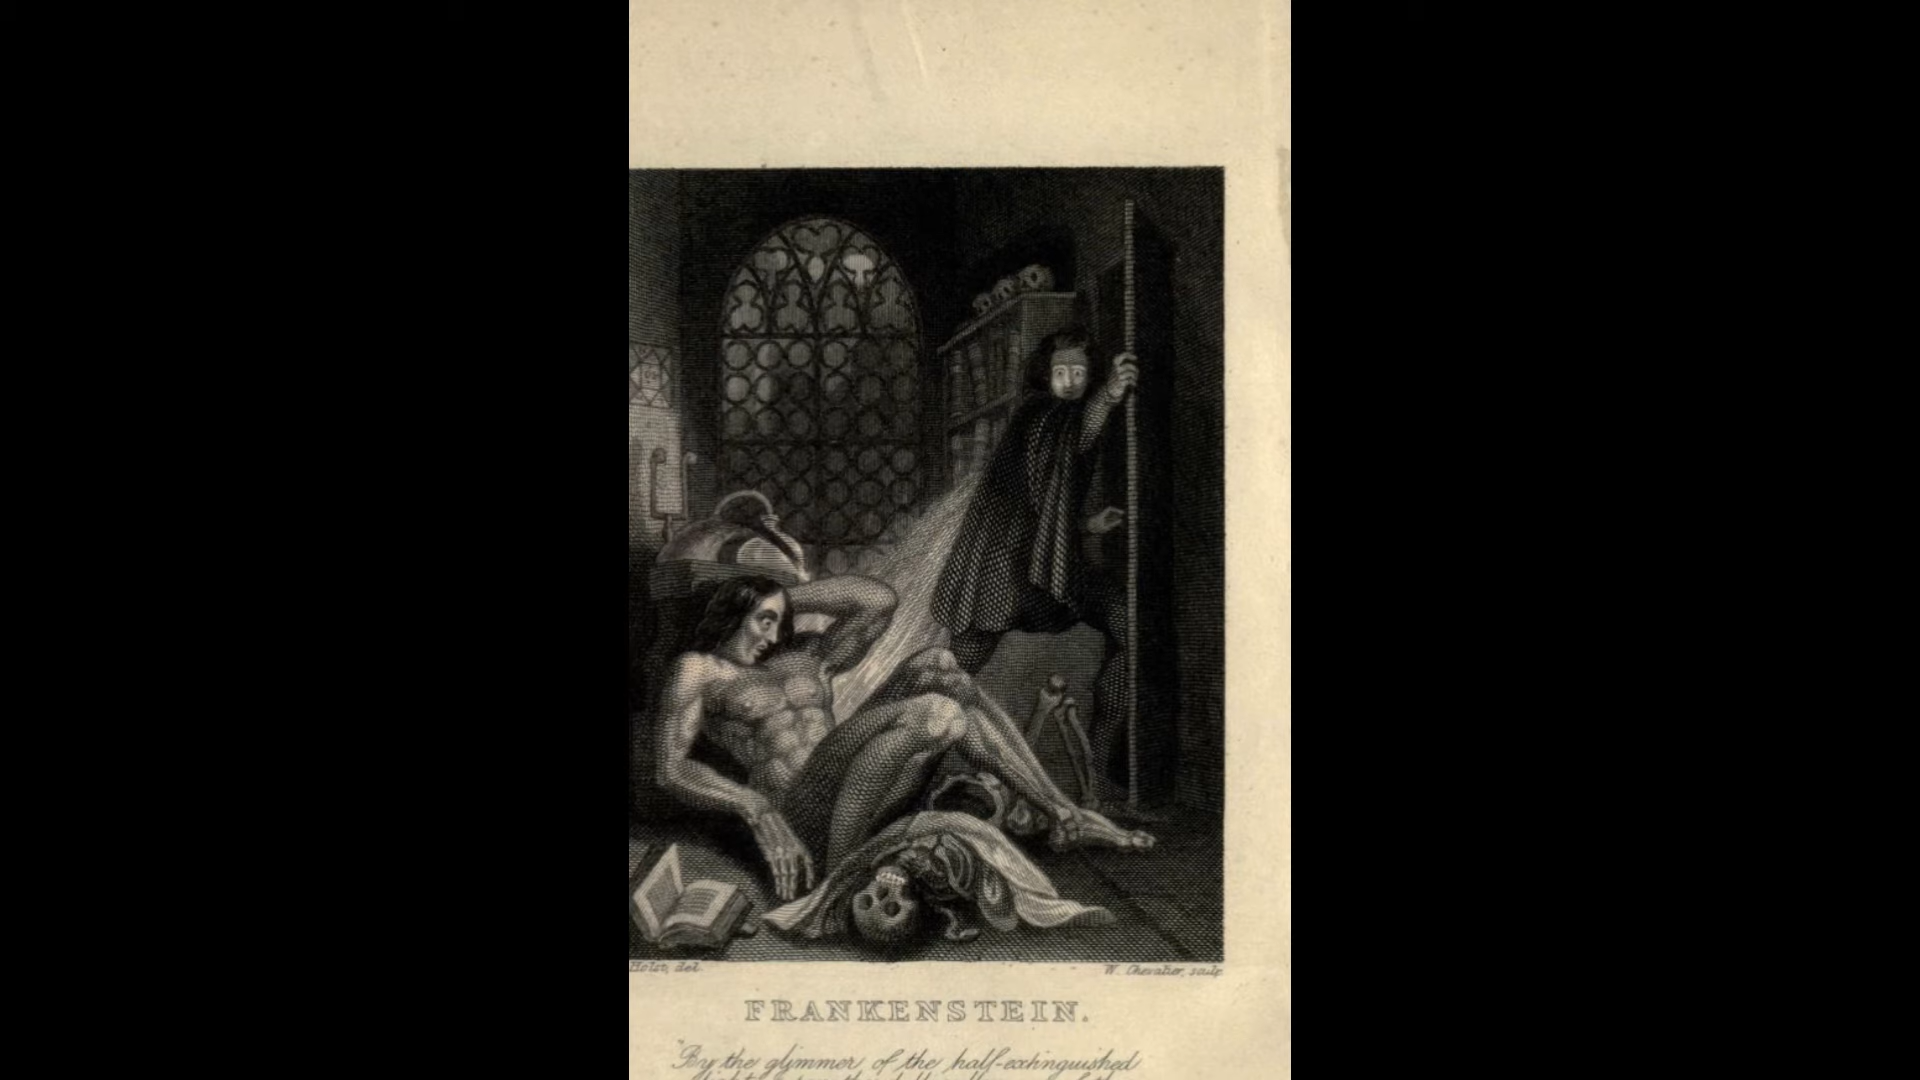 Holst, del.
W. Chevalier, sculp.
FRANKENSTEIN.
"By the glimmer of the half-extinguished